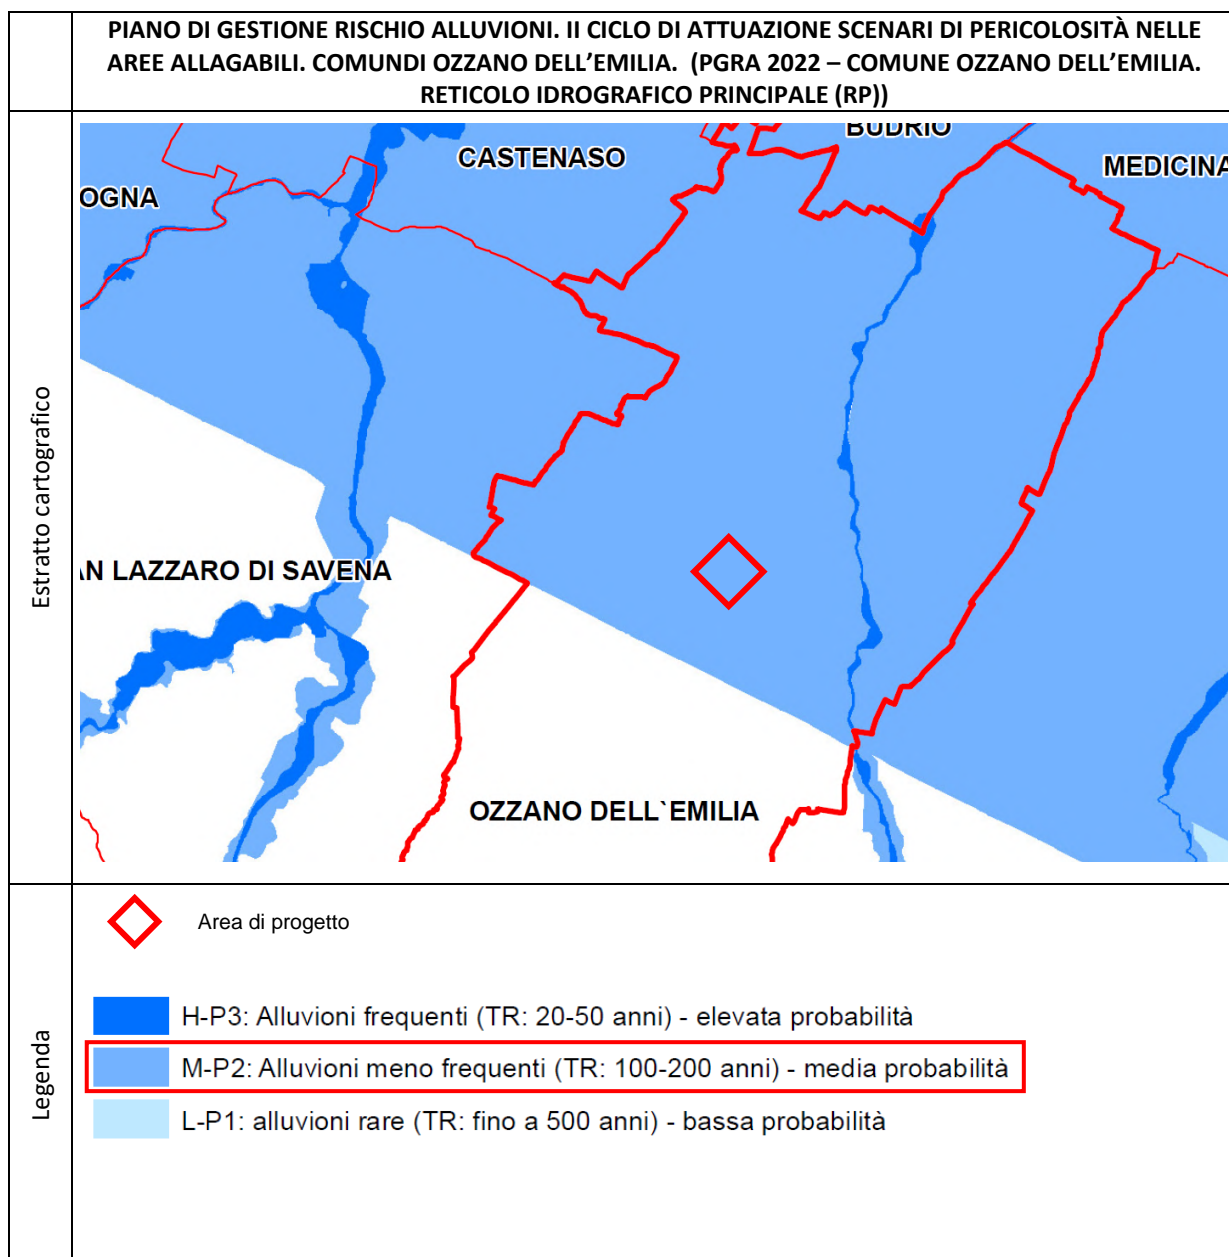 PIANO DI GESTIONE RISCHIO ALLUVIONI. II CICLO DI ATTUAZIONE SCENARI DI PERICOLOSITÀ NELLE
AREE ALLAGABILI. COMUNDI OZZANO DELL'EMILIA. (PGRA 2022 – COMUNE OZZANO DELL'EMILIA.
RETICOLO IDROGRAFICO PRINCIPALE (RP))
Estratto cartografico
BUDRIO
CASTENASO
MEDICINA
OGNA
AN LAZZARO DI SAVENA
OZZANO DELL`EMILIA
Legenda
Area di progetto
H-P3: Alluvioni frequenti (TR: 20-50 anni) - elevata probabilità
M-P2: Alluvioni meno frequenti (TR: 100-200 anni) - media probabilità
L-P1: alluvioni rare (TR: fino a 500 anni) - bassa probabilità